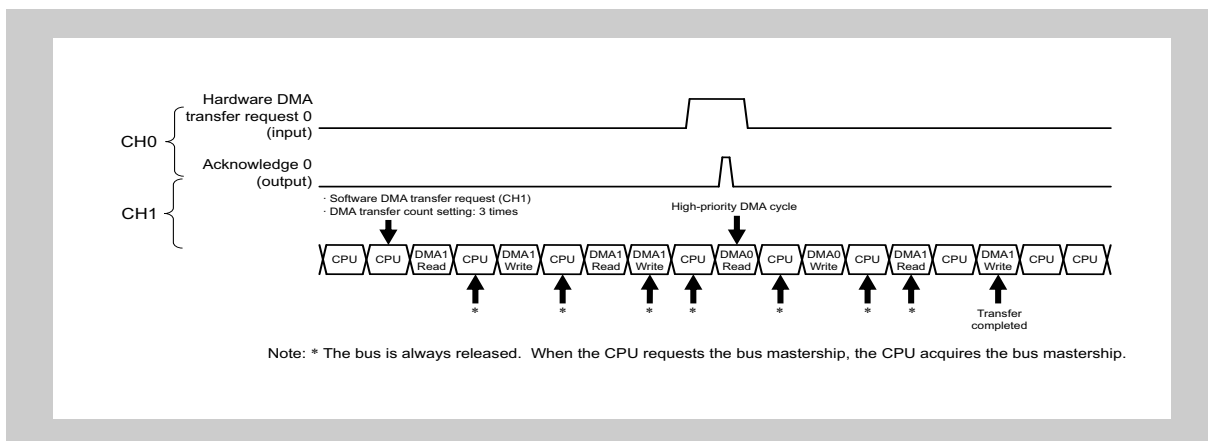 Hardware DMA
transfer request 0
(input)
CH0
Acknowledge 0
(output)
CH1
· Software DMA transfer request (CH1)
· DMA transfer count setting: 3 times
High-priority DMA cycle
CPU CPU DMA1 Read CPU DMA1 Write CPU DMA1 Read DMA1 Write CPU DMA0 Read CPU DMA0 Write CPU DMA1 Read CPU DMA1 Write CPU CPU
* * * * * * *
Transfer
completed
Note: * The bus is always released. When the CPU requests the bus mastership, the CPU acquires the bus mastership.